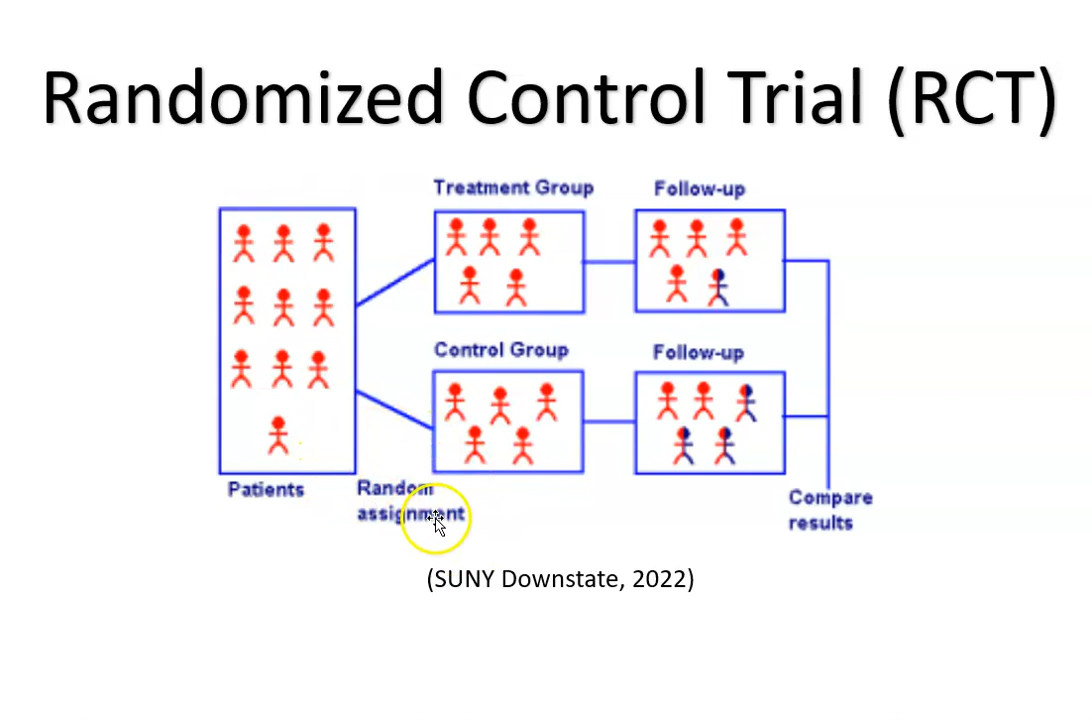 Randomized Control Trial (RCT)
Treatment Group
Follow-up
Control Group
Follow-up
Patients
Random
assignment
Compare
results
(SUNY Downstate, 2022)